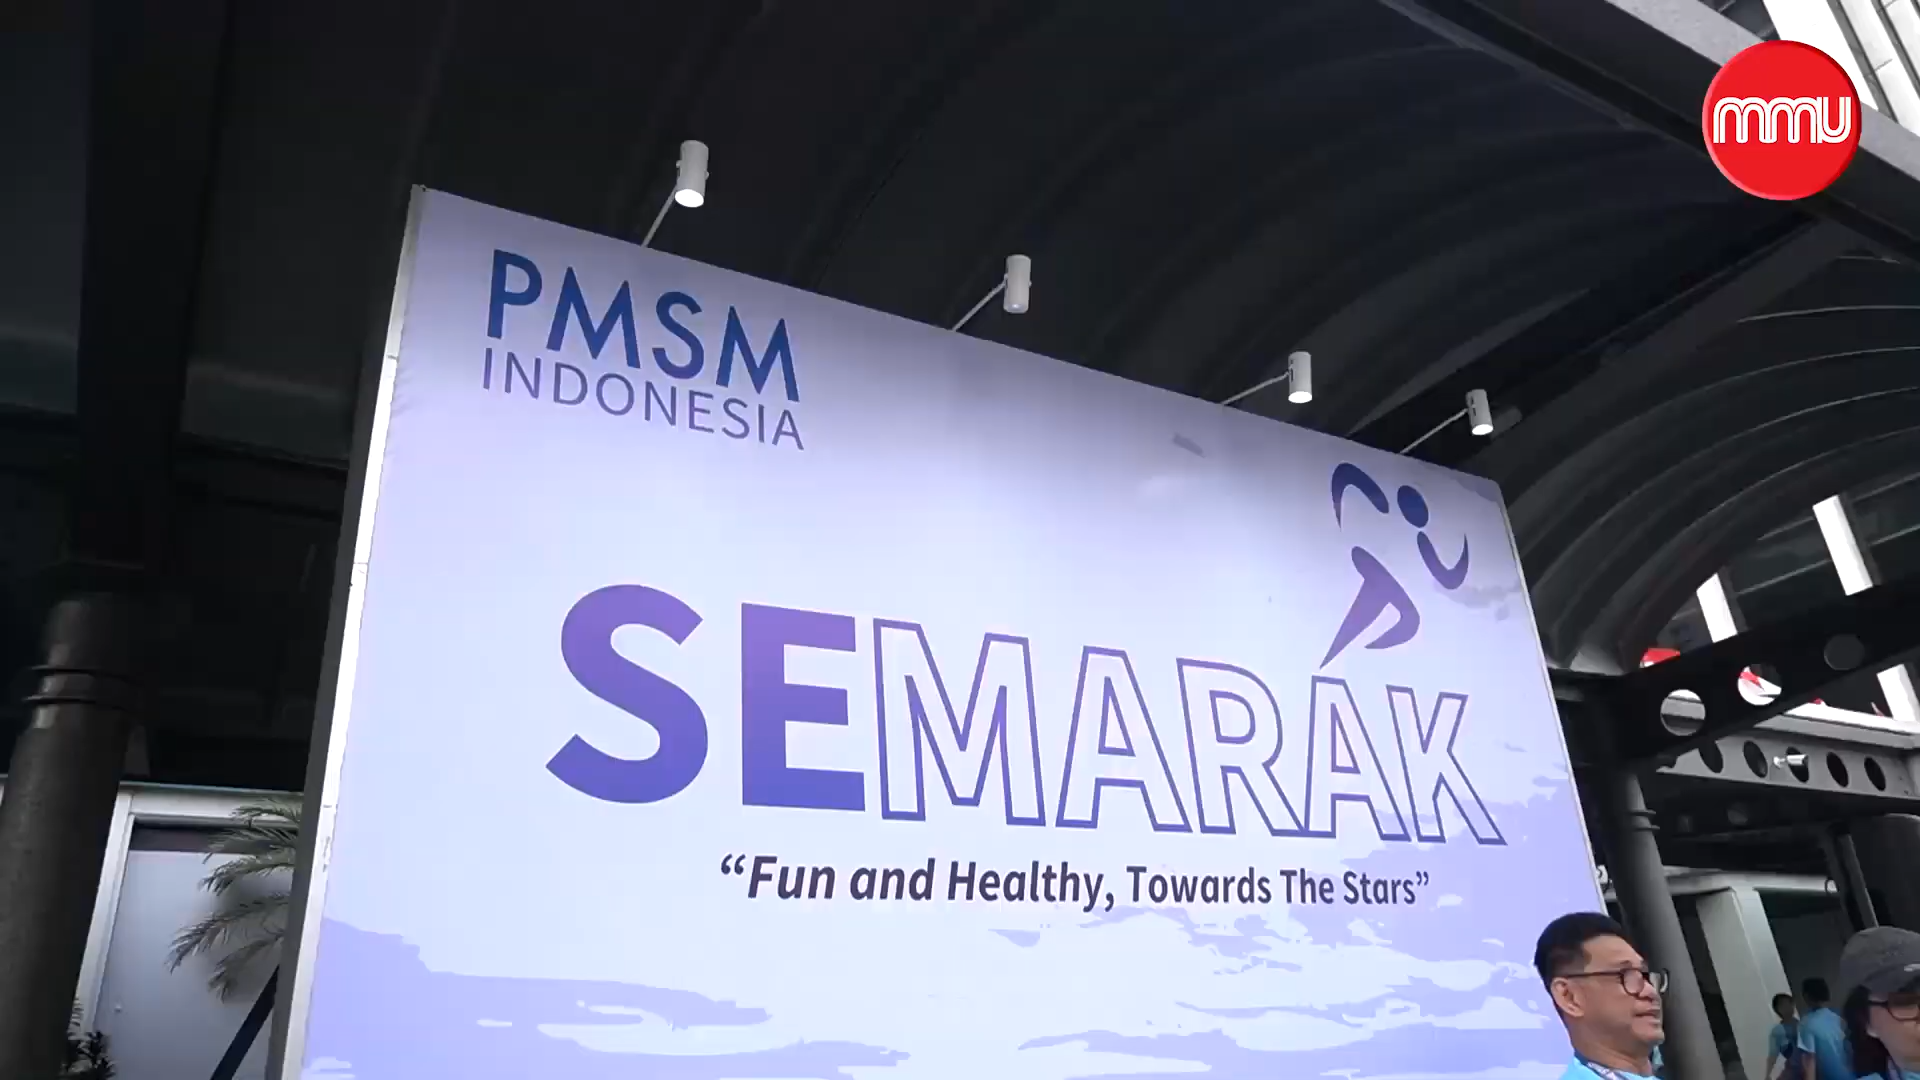 mmu
PMSM
INDONESIA
SEMARAK
“Fun and Healthy, Towards The Stars”